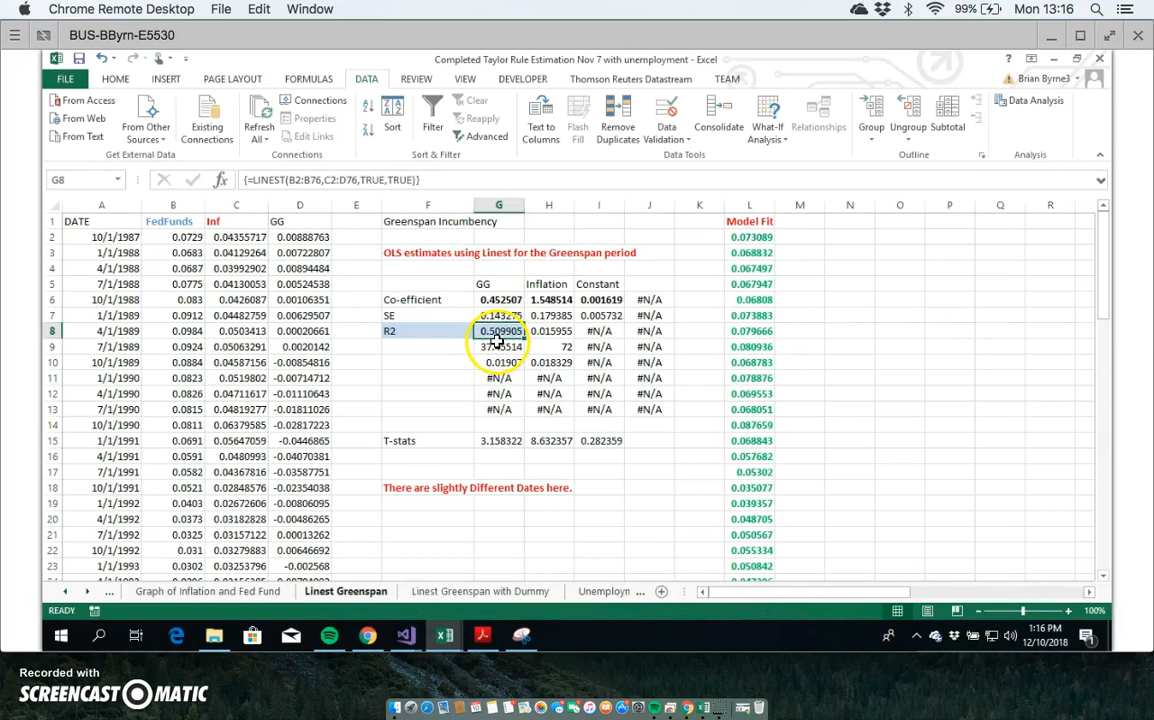 Chrome Remote Desktop File Edit Window 99% Mon 13:16
BUS-BByrn-E5530
Completed Taylor Rule Estimation Nov 7 with unemployment - Excel
FILE HOME INSERT PAGE LAYOUT FORMULAS DATA REVIEW VIEW DEVELOPER Thomson Reuters Datastream TEAM Brian Byrne3
From Access
From Web
From Text
From Other Sources
Existing Connections
Refresh All
Connections
Properties
Edit Links
Sort
Filter
Clear
Reapply
Advanced
Text to Columns
Flash Fill
Remove Duplicates
Data Validation
Consolidate
What-If Analysis
Relationships
Group
Ungroup
Subtotal
Data Analysis
Get External Data Connections Sort & Filter Data Tools Outline Analysis
G8 fx {=LINEST(B2:B76,C2:D76,TRUE,TRUE)}
A B C D E F G H I J K L M N O P Q R
1 DATE FedFunds Inf GG Greenspan Incumbency Model Fit
2 10/1/1987 0.0729 0.04355717 0.00888763 0.073089
3 1/1/1988 0.0683 0.04129264 0.00722807 OLS estimates using Linest for the Greenspan period 0.068832
4 4/1/1988 0.0687 0.03992902 0.00894484 0.067497
5 7/1/1988 0.0775 0.04130053 0.00524538 GG Inflation Constant 0.067947
6 10/1/1988 0.083 0.0426087 0.00106351 Co-efficient 0.452507 1.548514 0.001619 #N/A 0.06808
7 1/1/1989 0.0912 0.04482759 0.00629507 SE 0.143275 0.179385 0.005732 #N/A 0.073883
8 4/1/1989 0.0984 0.0503413 0.00020661 R2 0.509905 0.015955 #N/A #N/A 0.079666
9 7/1/1989 0.0924 0.05063291 0.0020142 72 #N/A #N/A 0.080936
10 10/1/1989 0.0884 0.04587156 -0.00854816 0.01907 0.018329 #N/A #N/A 0.068783
11 1/1/1990 0.0823 0.0519802 -0.00714712 #N/A #N/A #N/A #N/A 0.078876
12 4/1/1990 0.0826 0.04711617 -0.01110643 #N/A #N/A #N/A #N/A 0.069553
13 7/1/1990 0.0815 0.04819277 -0.01811026 #N/A #N/A #N/A #N/A 0.068051
14 10/1/1990 0.0811 0.06379585 -0.02817223 0.087659
15 1/1/1991 0.0691 0.05647059 -0.0446865 T-stats 3.158322 8.632357 0.282359 0.068843
16 4/1/1991 0.0591 0.0480993 -0.04070381 0.057682
17 7/1/1991 0.0582 0.04367816 -0.03587751 0.05302
18 10/1/1991 0.0521 0.02848576 -0.02354038 There are slightly Different Dates here. 0.035077
19 1/1/1992 0.0403 0.02672606 -0.00806095 0.039357
20 4/1/1992 0.0373 0.03182828 -0.00486265 0.048705
21 7/1/1992 0.0325 0.03157122 0.00013262 0.050567
22 10/1/1992 0.031 0.03279883 0.00646692 0.055334
23 1/1/1993 0.0302 0.03253796 -0.002568 0.050842
... Graph of Inflation and Fed Fund Linest Greenspan Linest Greenspan with Dummy Unemploymn ...
READY 100%
1:16 PM
12/10/2018
Recorded with
SCREENCAST-O-MATIC